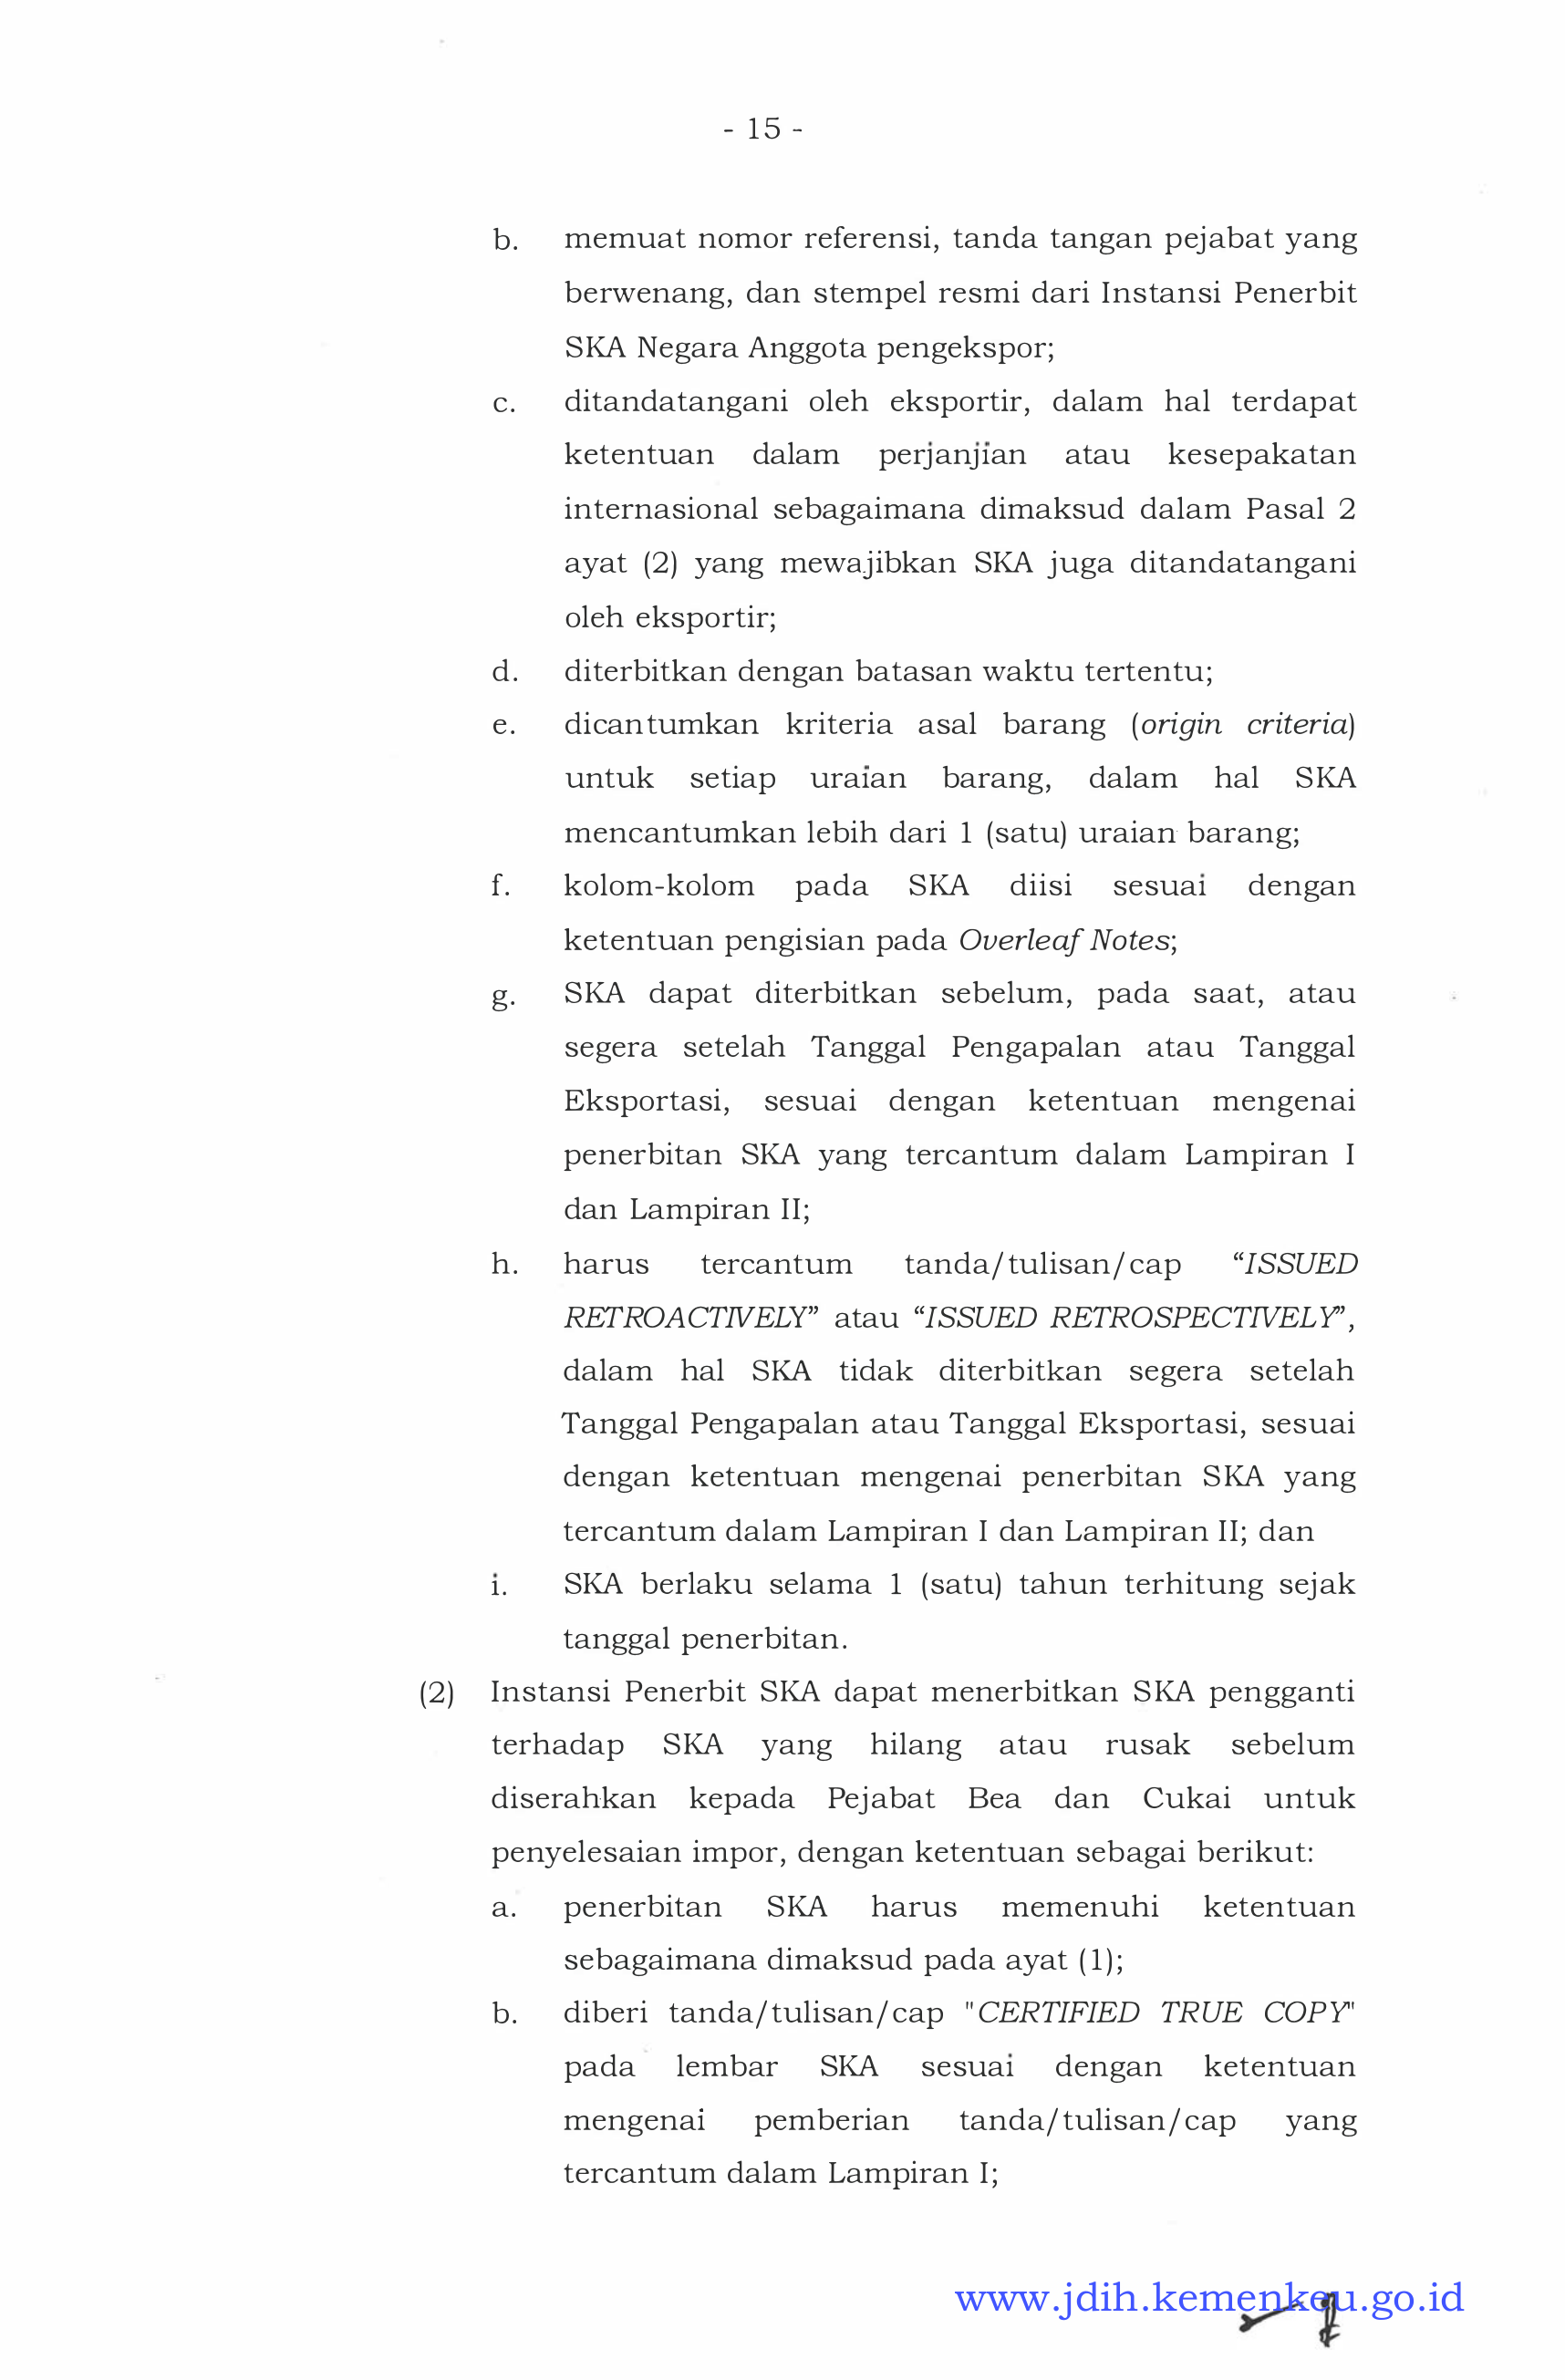 - 15 -
b. memuat nomor referensi, tanda tangan pejabat yang
berwenang, dan stempel resmi dari Instansi Penerbit
SKA Negara Anggota pengekspor;
c. ditandatangani oleh eksportir, dalam hal terdapat
ketentuan dalam perjanjian atau kesepakatan
internasional sebagaimana dimaksud dalam Pasal 2
ayat (2) yang mewajibkan SKA juga ditandatangani
oleh eksportir;
d. diterbitkan dengan batasan waktu tertentu;
e. dicantumkan kriteria asal barang (origin criteria)
untuk setiap uraian barang, dalam hal SKA
mencantumkan lebih dari 1 (satu) uraian barang;
f. kolom-kolom pada SKA diisi sesuai dengan
ketentuan pengisian pada Overleaf Notes;
g. SKA dapat diterbitkan sebelum, pada saat, atau
segera setelah Tanggal Pengapalan atau Tanggal
Eksportasi, sesuai dengan ketentuan mengenai
penerbitan SKA yang tercantum dalam Lampiran I
dan Lampiran II;
h. harus tercantum tanda/tulisan/cap “ISSUED
RETROACTIVELY” atau “ISSUED RETROSPECTIVELY”,
dalam hal SKA tidak diterbitkan segera setelah
Tanggal Pengapalan atau Tanggal Eksportasi, sesuai
dengan ketentuan mengenai penerbitan SKA yang
tercantum dalam Lampiran I dan Lampiran II; dan
i. SKA berlaku selama 1 (satu) tahun terhitung sejak
tanggal penerbitan.
(2) Instansi Penerbit SKA dapat menerbitkan SKA pengganti
terhadap SKA yang hilang atau rusak sebelum
diserahkan kepada Pejabat Bea dan Cukai untuk
penyelesaian impor, dengan ketentuan sebagai berikut:
a. penerbitan SKA harus memenuhi ketentuan
sebagaimana dimaksud pada ayat (1);
b. diberi tanda/tulisan/cap "CERTIFIED TRUE COPY"
pada lembar SKA sesuai dengan ketentuan
mengenai pemberian tanda/tulisan/cap yang
tercantum dalam Lampiran I;
www.jdih.kemenkeu.go.id